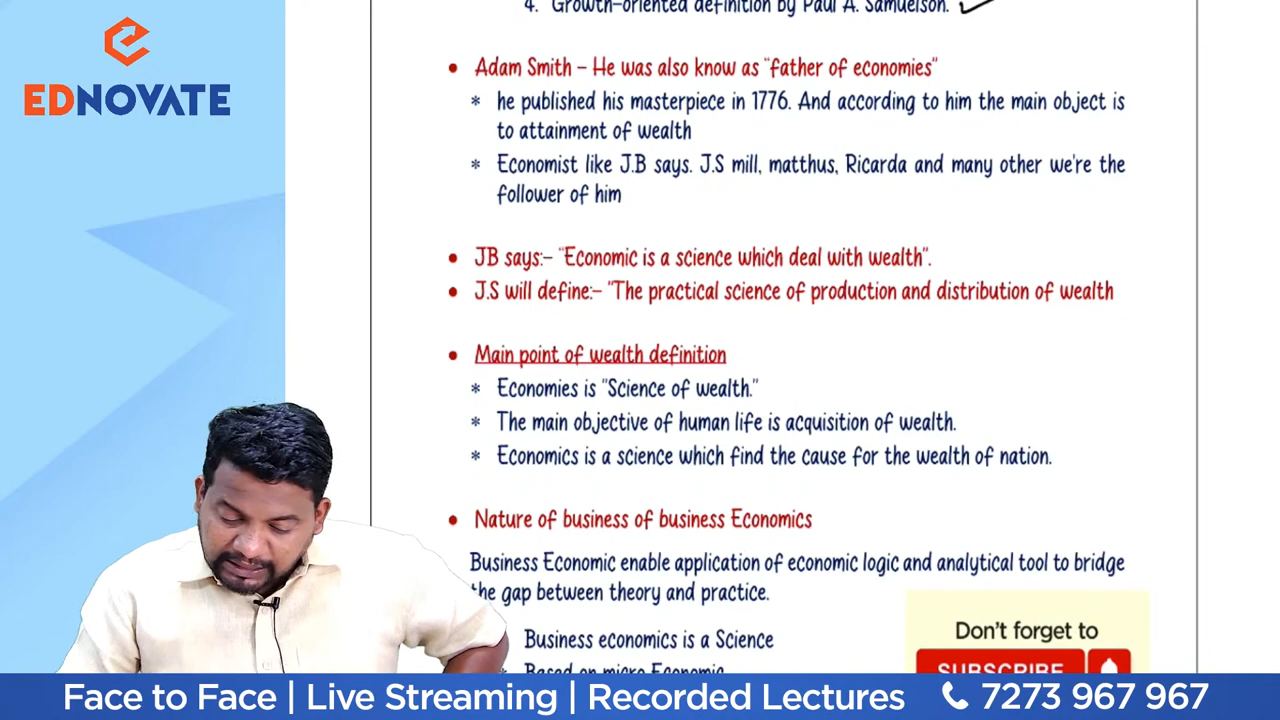 4. Growth-oriented definition by Paul A. Samuelson.
EDNOVATE
• Adam Smith – He was also know as "father of economies"
* he published his masterpiece in 1776. And according to him the main object is
to attainment of wealth
* Economist like J.B says. J.S mill, matthus, Ricarda and many other we're the
follower of him
• JB says:– "Economic is a science which deal with wealth".
• J.S will define:– "The practical science of production and distribution of wealth
• Main point of wealth definition
* Economies is "Science of wealth."
* The main objective of human life is acquisition of wealth.
* Economics is a science which find the cause for the wealth of nation.
• Nature of business of business Economics
Business Economic enable application of economic logic and analytical tool to bridge
the gap between theory and practice.
Business economics is a Science
Based on micro Economic
Don't forget to
SUBSCRIBE
Face to Face | Live Streaming | Recorded Lectures 7273 967 967